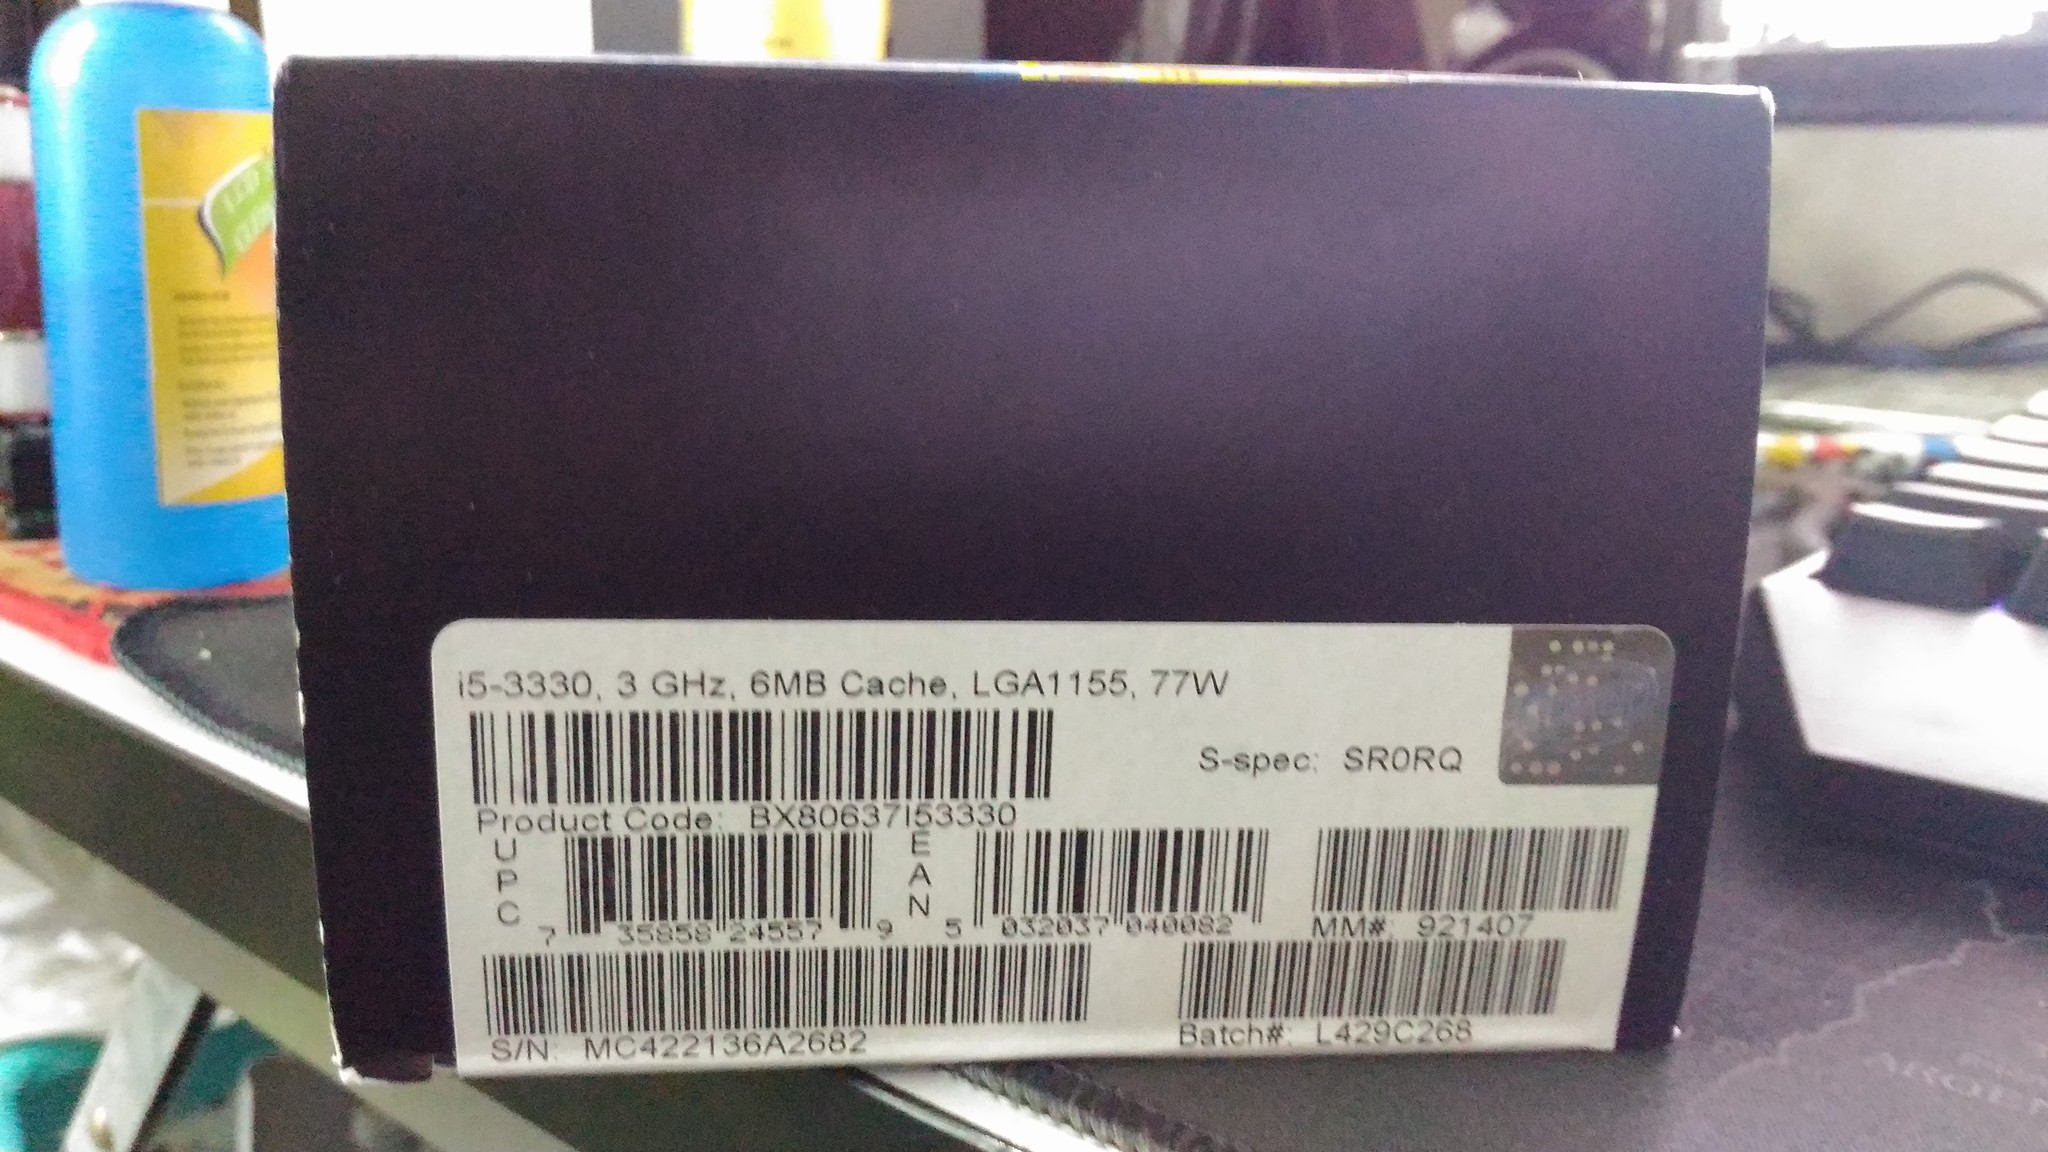 i5-3330, 3 GHz, 6MB Cache, LGA1155, 77W
S-spec: SR0RQ
Product Code: BX80637I53330
UPC
7 35858 24557 9
EAN
5 032037 040082
MM#: 921407
S/N: MC422136A2682
Batch#: L429C268